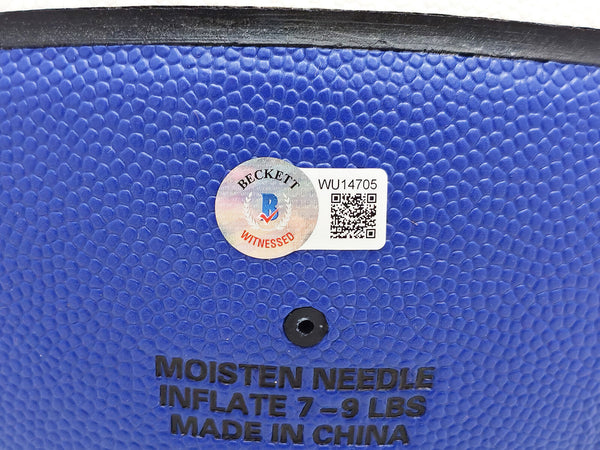 BECKETT
B
WITNESSED
WU14705
MOISTEN NEEDLE
INFLATE 7-9 LBS
MADE IN CHINA